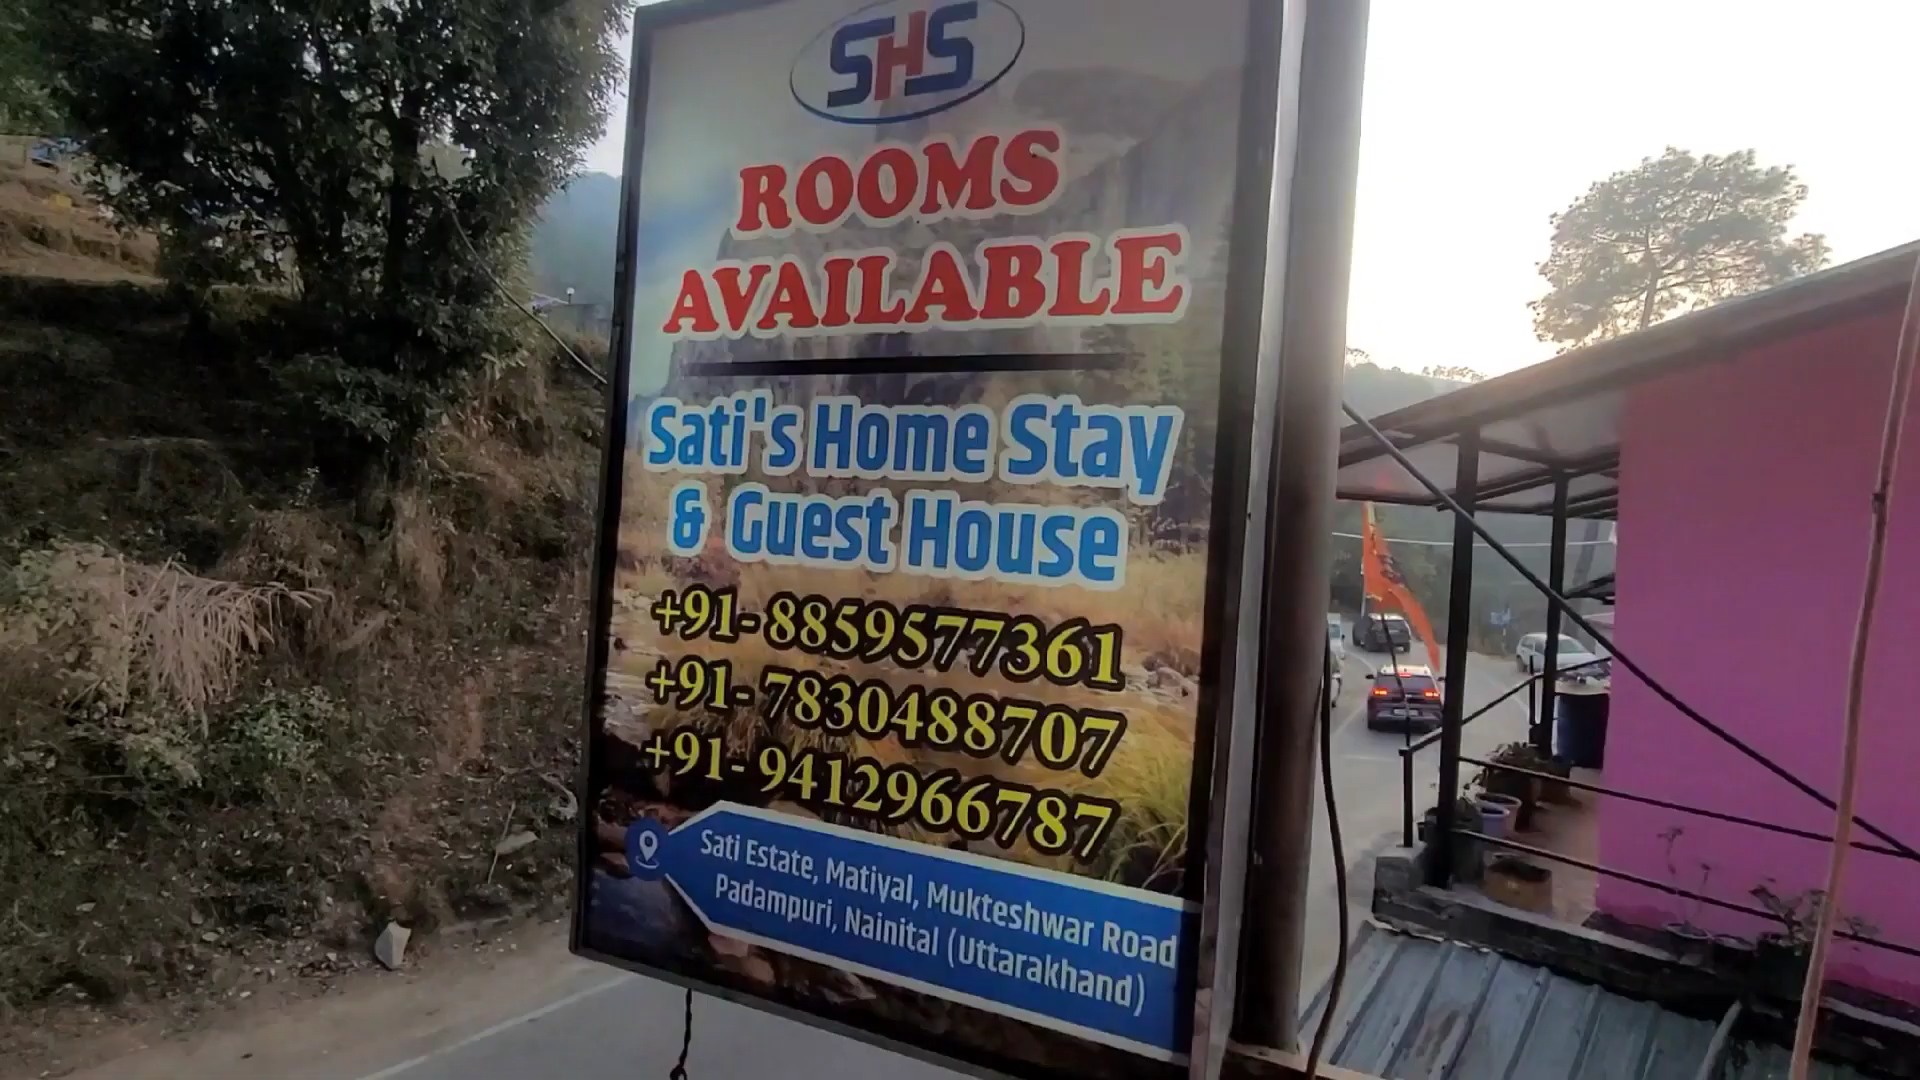 SHS
ROOMS
AVAILABLE
Sati's Home Stay
& Guest House
+91-8859577361
+91-7830488707
+91-9412966787
Sati Estate, Matiyal, Mukteshwar Road
Padampuri, Nainital (Uttarakhand)